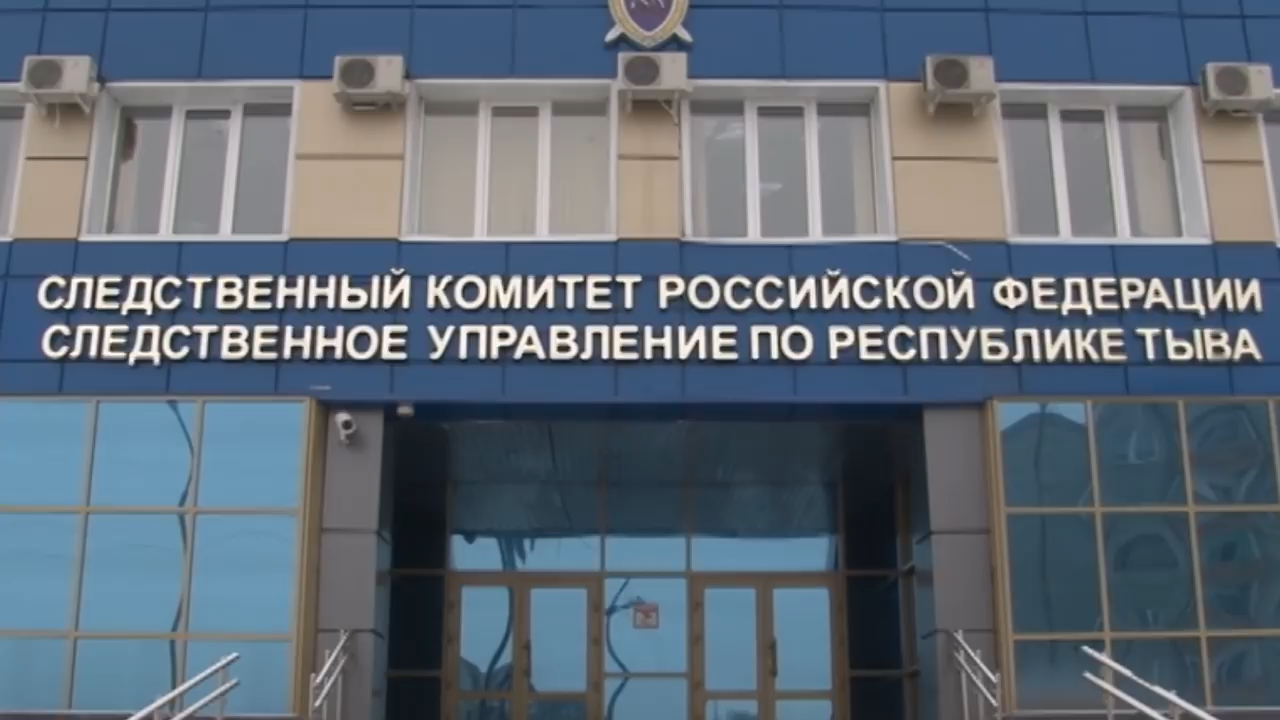 СЛЕДСТВЕННЫЙ КОМИТЕТ РОССИЙСКОЙ ФЕДЕРАЦИИ
СЛЕДСТВЕННОЕ УПРАВЛЕНИЕ ПО РЕСПУБЛИКЕ ТЫВА